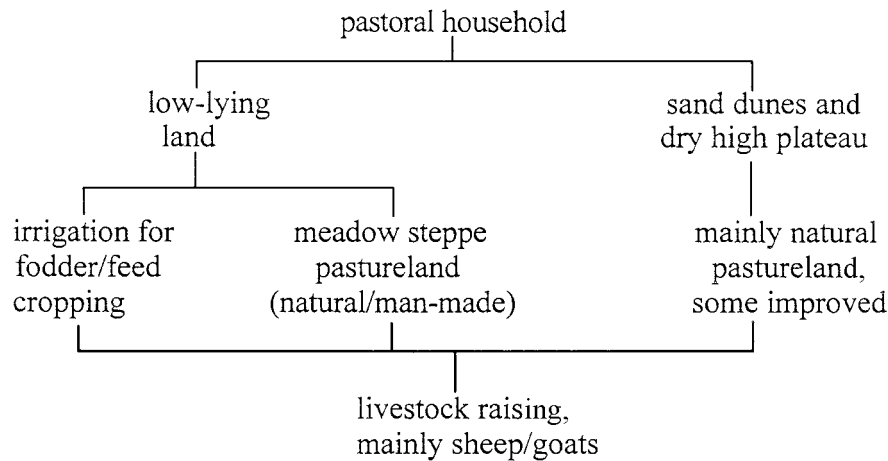 pastoral household
low-lying
land
sand dunes and
dry high plateau
irrigation for
fodder/feed
cropping
meadow steppe
pastureland
(natural/man-made)
mainly natural
pastureland,
some improved
livestock raising,
mainly sheep/goats